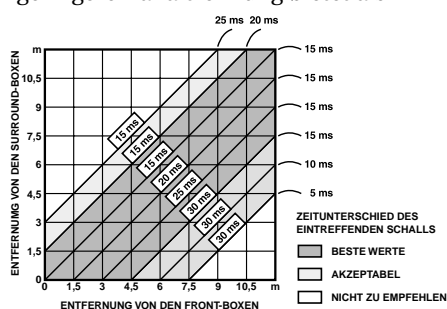 25 ms 20 ms
m
15 ms
10,5
15 ms
9
15 ms
7,5
15 ms
6
10 ms
4,5
5 ms
3
1,5
0
15 ms
15 ms
15 ms
20 ms
25 ms
30 ms
30 ms
30 ms
ENTFERNUMG VON DEN SURROUND-BOXEN
0 1,5 3 4,5 6 7,5 9 10,5 m
ENTFERNUNG VON DEN FRONT-BOXEN
ZEITUNTERSCHIED DES
EINTREFFENDEN SCHALLS
BESTE WERTE
AKZEPTABEL
NICHT ZU EMPFEHLEN